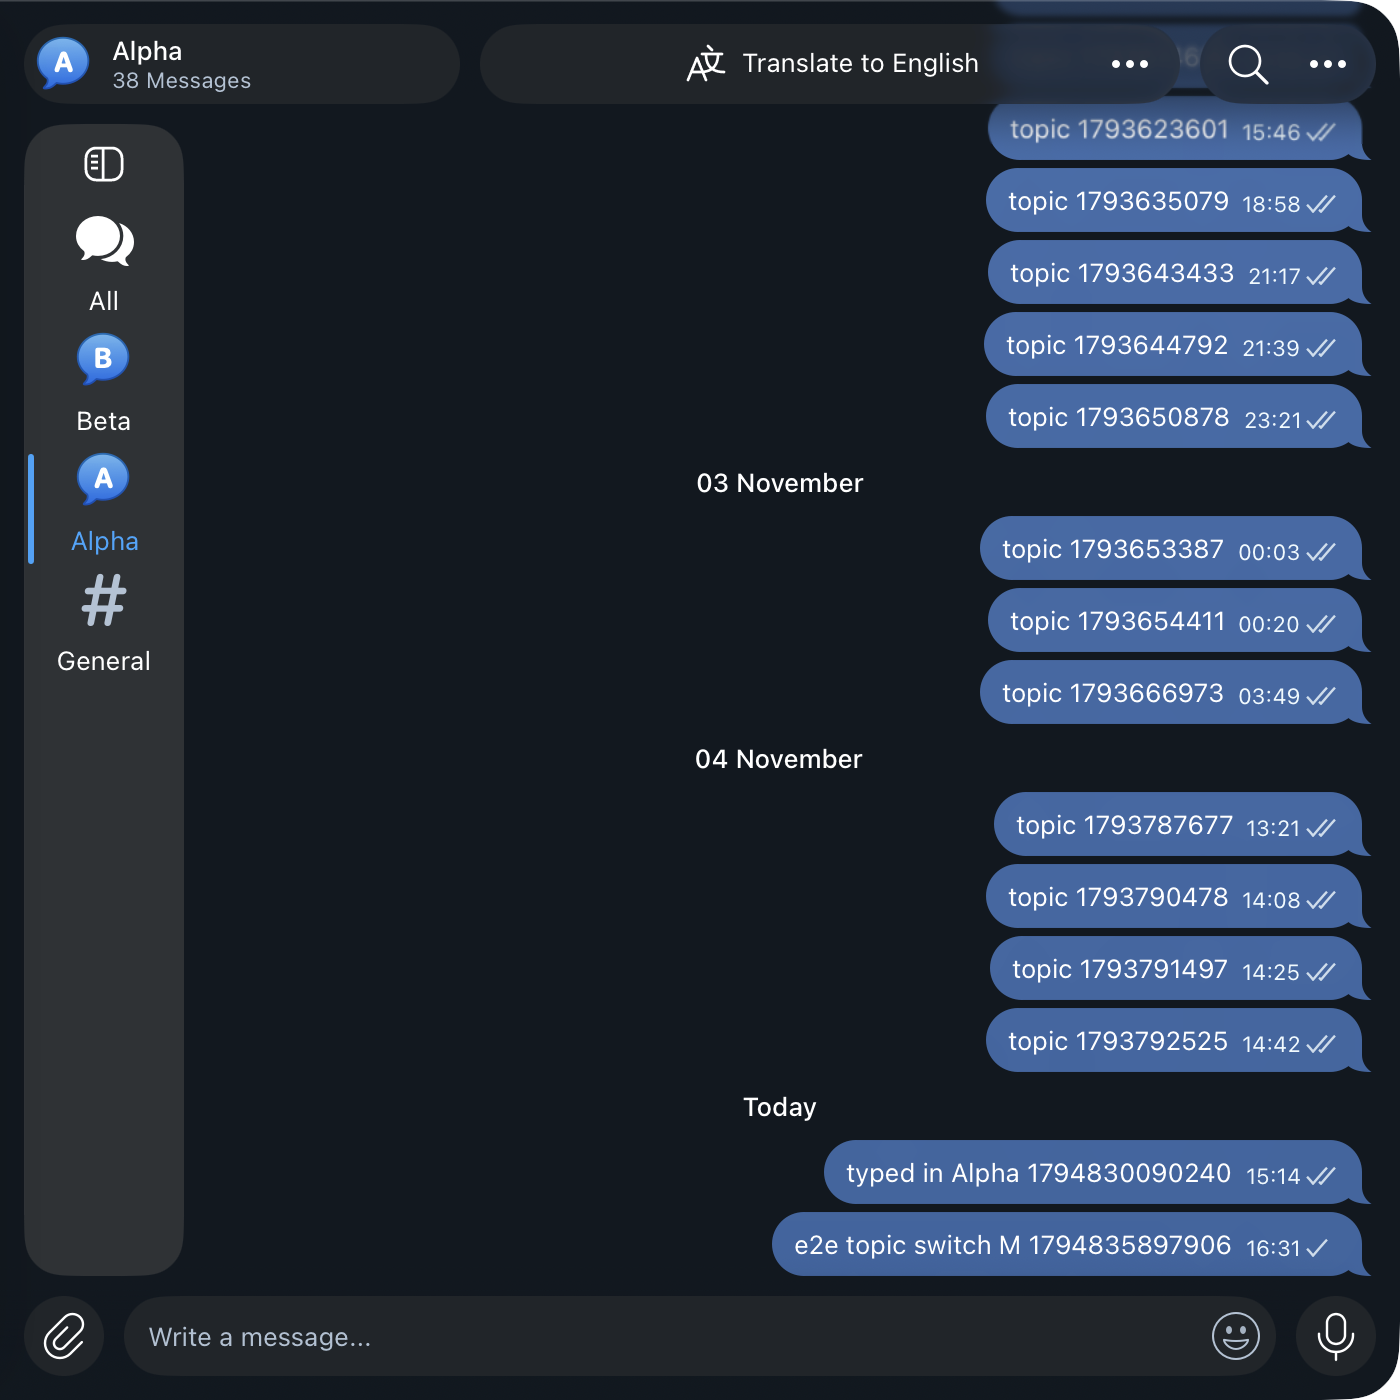 Alpha
38 Messages
Translate to English
All
Beta
Alpha
General
topic 1793623601 15:46
topic 1793635079 18:58
topic 1793643433 21:17
topic 1793644792 21:39
topic 1793650878 23:21
03 November
topic 1793653387 00:03
topic 1793654411 00:20
topic 1793666973 03:49
04 November
topic 1793787677 13:21
topic 1793790478 14:08
topic 1793791497 14:25
topic 1793792525 14:42
Today
typed in Alpha 1794830090240 15:14
e2e topic switch M 1794835897906 16:31
Write a message...